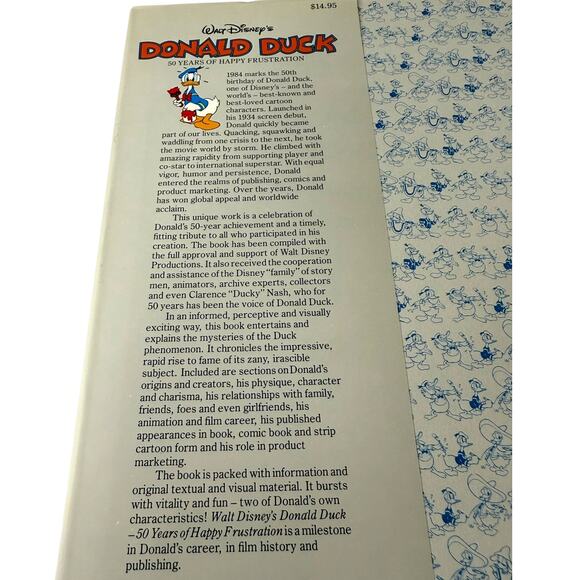 $14.95
Walt Disney's
DONALD DUCK
50 YEARS OF HAPPY FRUSTRATION
1984 marks the 50th
birthday of Donald Duck,
one of Disney's – and the
world's – best-known and
best-loved cartoon
characters. Launched in
his 1934 screen debut,
Donald quickly became
part of our lives. Quacking, squawking and
waddling from one crisis to the next, he took
the movie world by storm. He climbed with
amazing rapidity from supporting player and
co-star to international superstar. With equal
vigor, humor and persistence, Donald
entered the realms of publishing, comics and
product marketing. Over the years, Donald
has won global appeal and worldwide
acclaim.
This unique work is a celebration of
Donald's 50-year achievement and a timely,
fitting tribute to all who participated in his
creation. The book has been compiled with
the full approval and support of Walt Disney
Productions. It also received the cooperation
and assistance of the Disney "family" of story
men, animators, archive experts, collectors
and even Clarence "Ducky" Nash, who for
50 years has been the voice of Donald Duck.
In an informed, perceptive and visually
exciting way, this book entertains and
explains the mysteries of the Duck
phenomenon. It chronicles the impressive,
rapid rise to fame of its zany, irascible
subject. Included are sections on Donald's
origins and creators, his physique, character
and charisma, his relationships with family,
friends, foes and even girlfriends, his
animation and film career, his published
appearances in book, comic book and strip
cartoon form and his role in product
marketing.
The book is packed with information and
original textual and visual material. It bursts
with vitality and fun – two of Donald's own
characteristics! Walt Disney's Donald Duck
– 50 Years of Happy Frustration is a milestone
in Donald's career, in film history and
publishing.